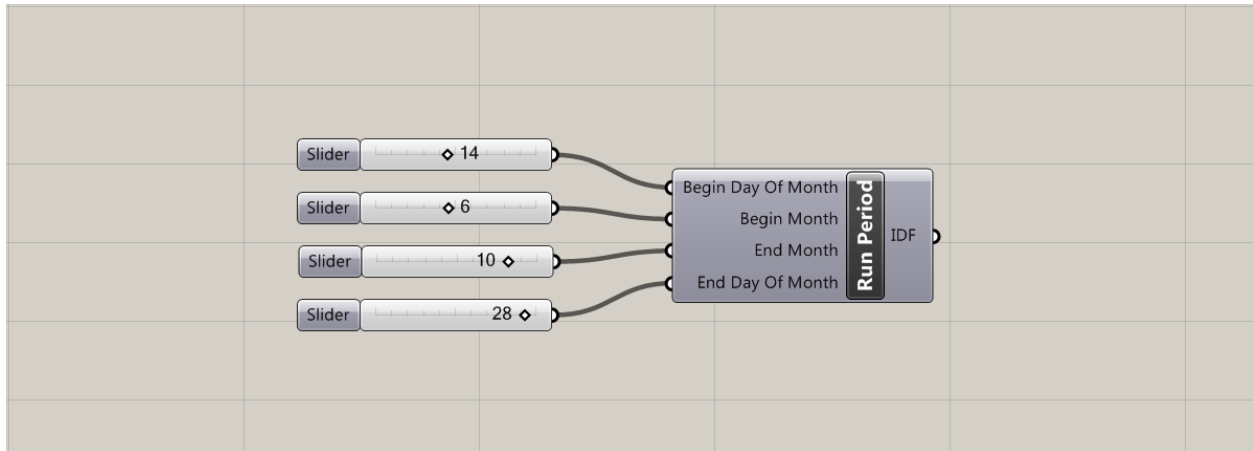 Slider 14
Slider 6
Slider 10
Slider 28
Begin Day Of Month
Begin Month
End Month
End Day Of Month
Run Period
IDF